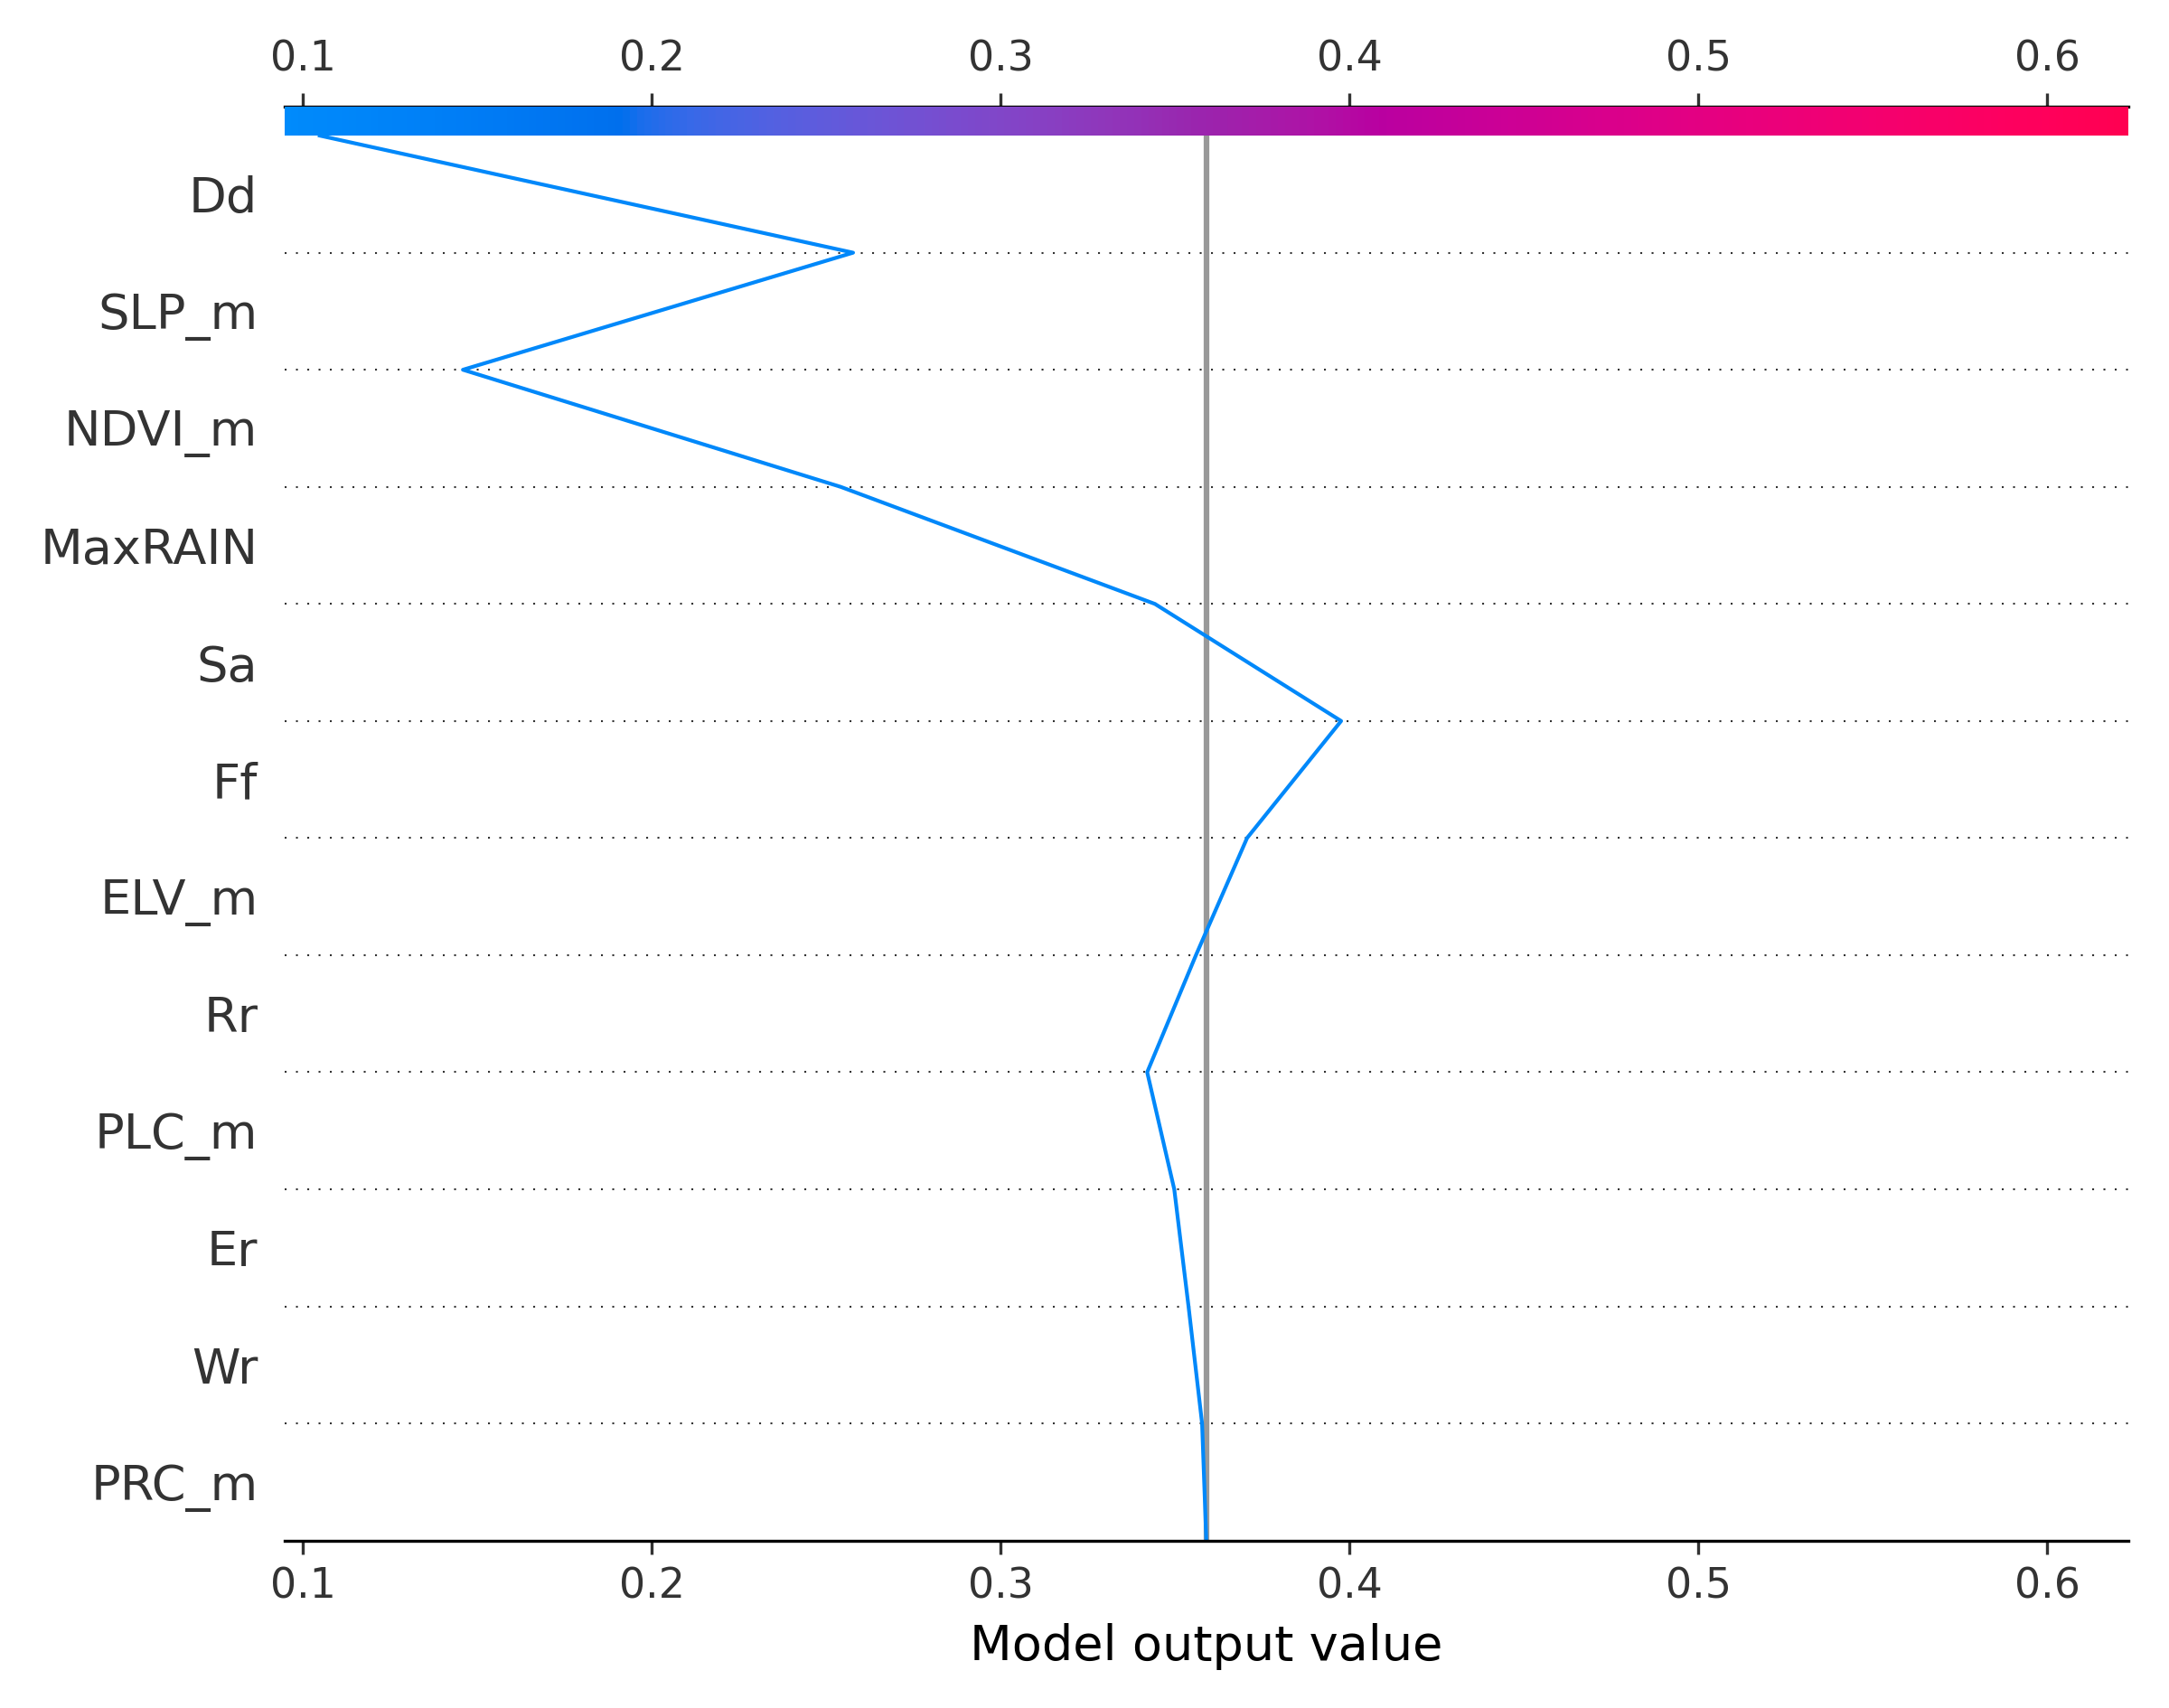 0.1 0.2 0.3 0.4 0.5 0.6
Dd
SLP_m
NDVI_m
MaxRAIN
Sa
Ff
ELV_m
Rr
PLC_m
Er
Wr
PRC_m
0.1 0.2 0.3 0.4 0.5 0.6
Model output value